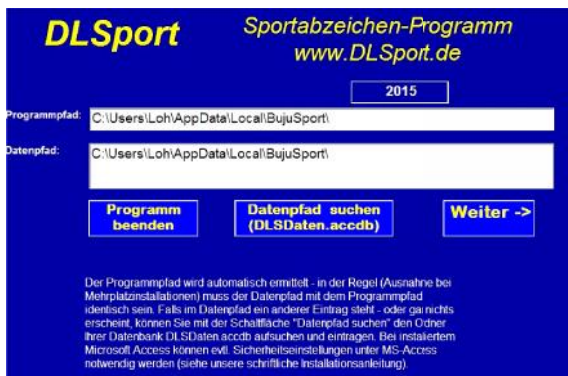 DLSport
Sportabzeichen-Programm
www.DLSport.de
2015
Programmpfad:
C:\Users\Loh\AppData\Local\BujuSport\
Datenpfad:
C:\Users\Loh\AppData\Local\BujuSport\
Programm
beenden
Datenpfad suchen
(DLSDaten.accdb)
Weiter ->
Der Programmpfad wird automatisch ermittelt - in der Regel (Ausnahme bei
Mehrplatzinstallationen) muss der Datenpfad mit dem Programmpfad
identisch sein. Falls im Datenpfad ein anderer Eintrag steht - oder gar nichts
erscheint, können Sie mit der Schaltfläche "Datenpfad suchen" den Ordner
Ihrer Datenbank DLSDaten.accdb aufsuchen und eintragen. Bei instaliertem
Microsoft Access können evtl. Sicherheitseinstellungen unter MS-Access
notwendig werden (siehe unsere schriftliche Installationsanleitung).